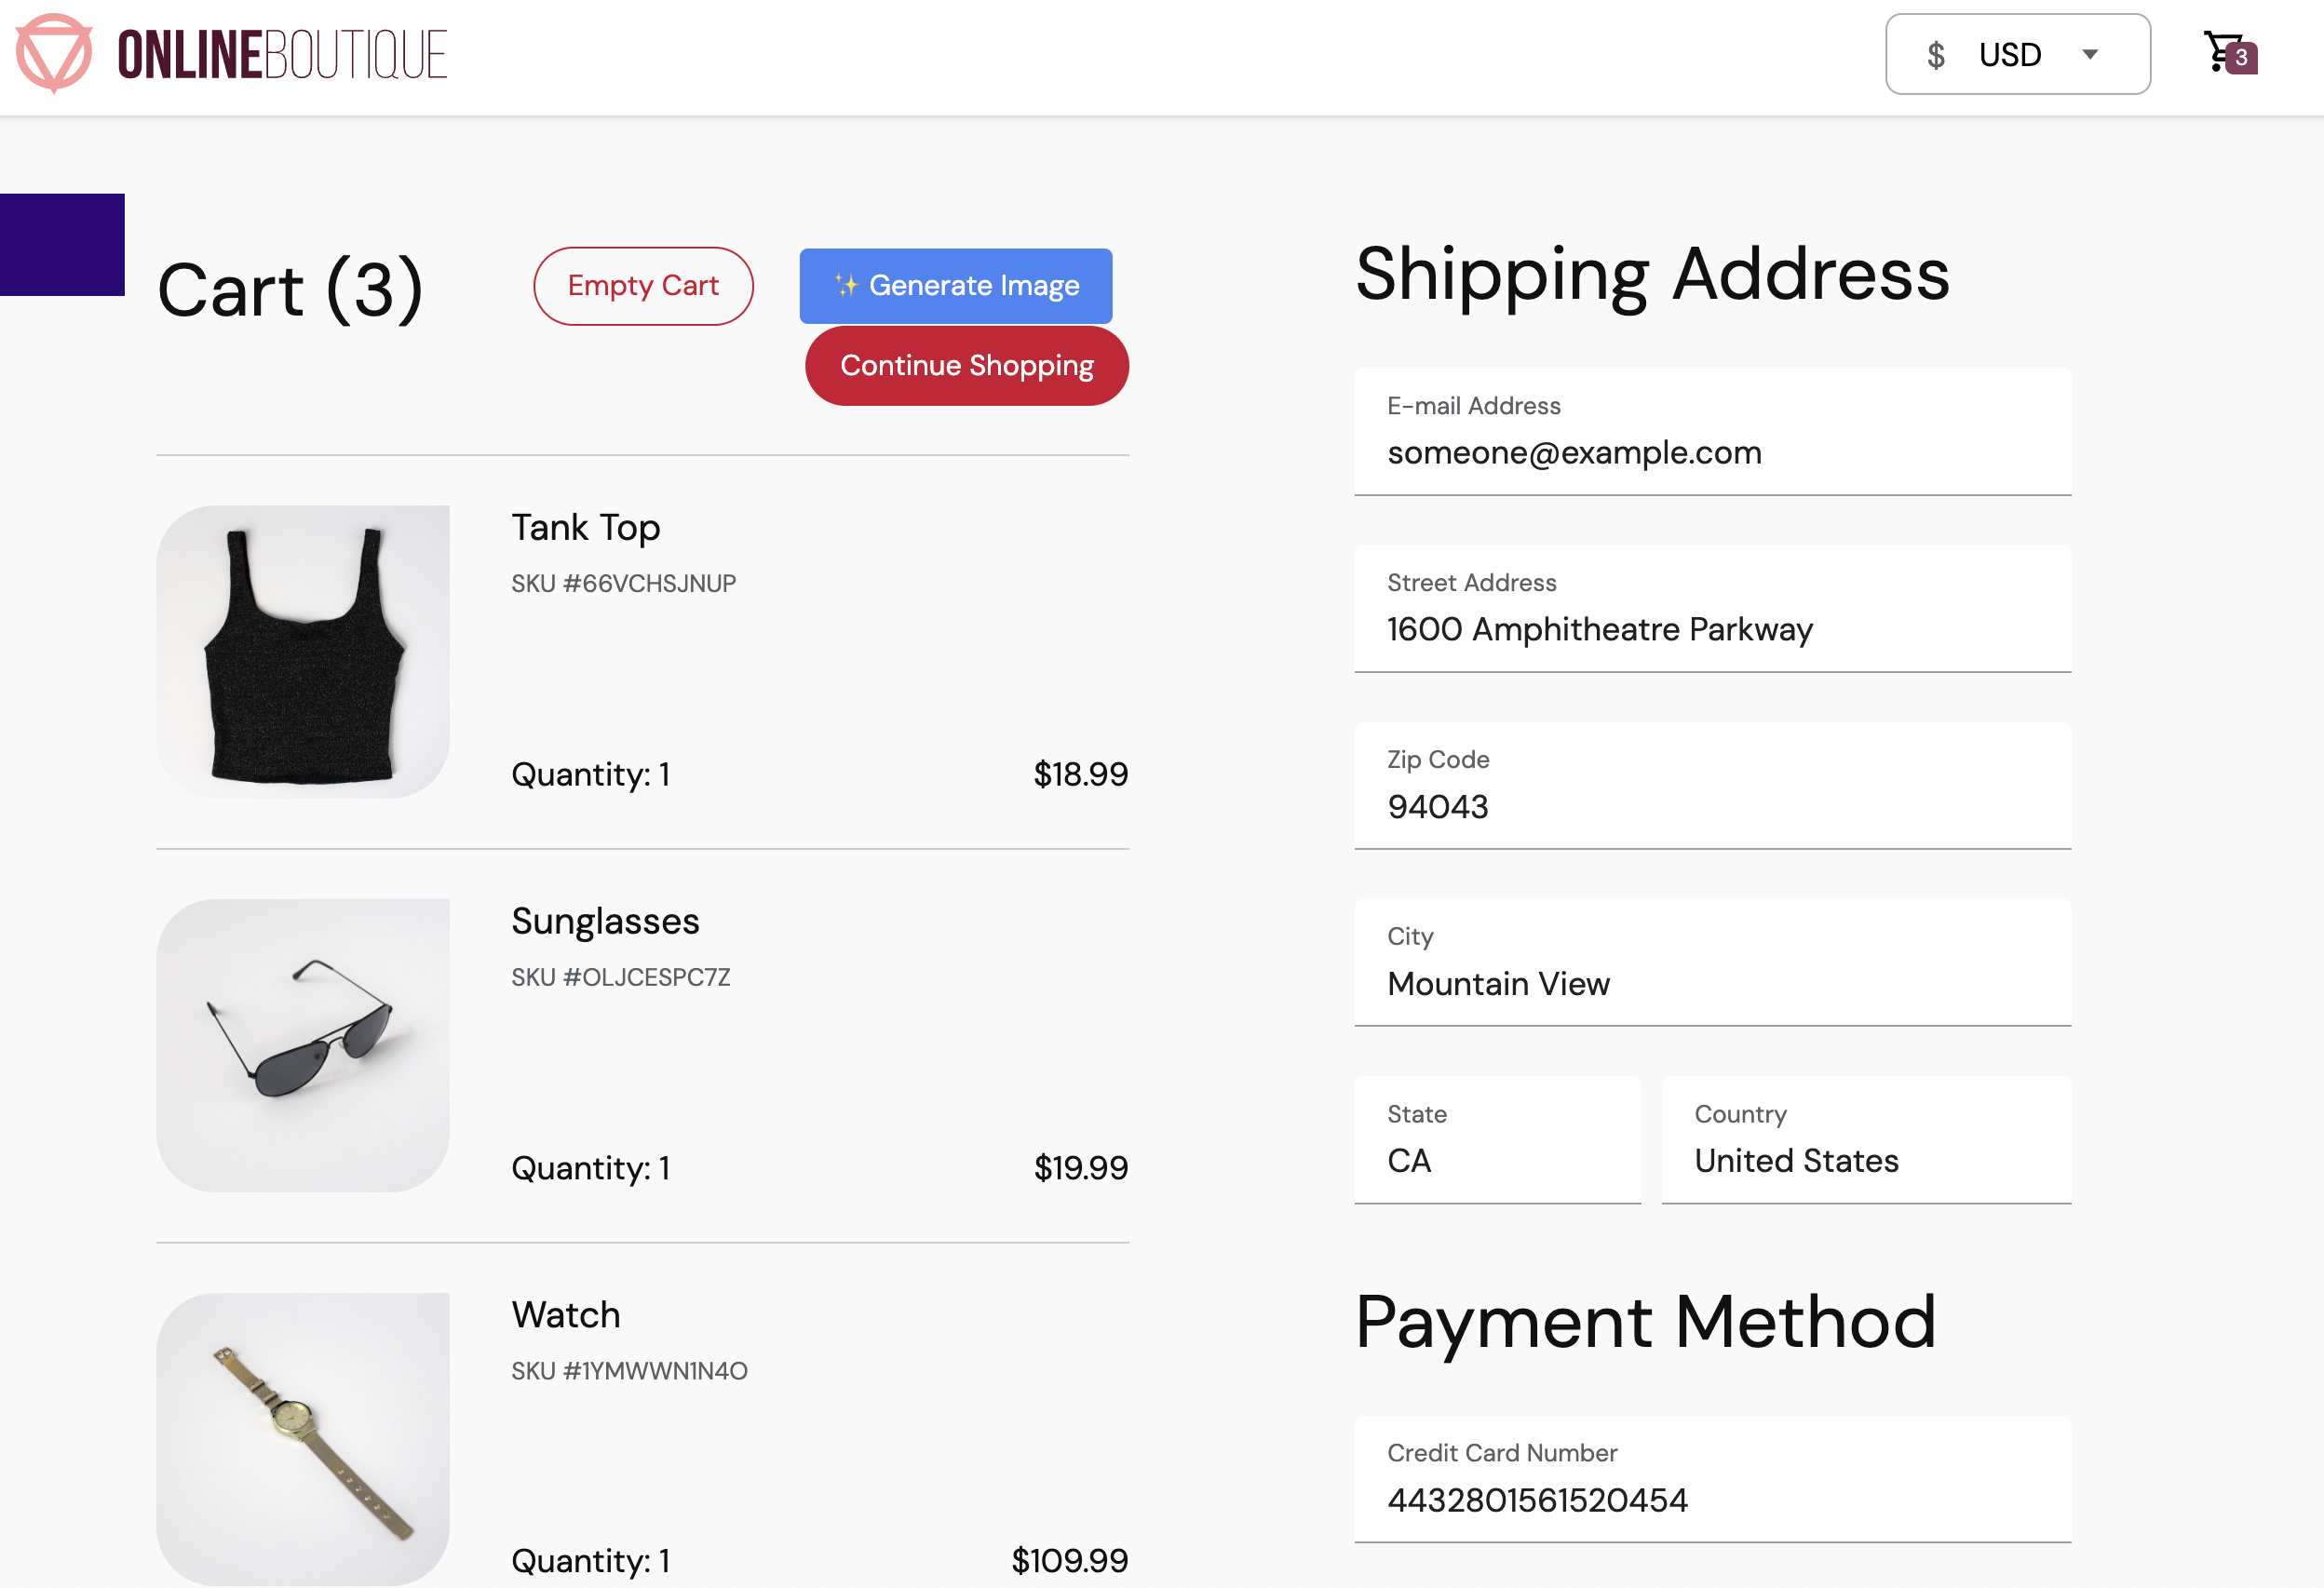 ONLINEBOUTIQUE
$ USD
3
Cart (3)
Empty Cart
✨ Generate Image
Continue Shopping
Tank Top
SKU #66VCHSJNUP
Quantity: 1
$18.99
Sunglasses
SKU #OLJCESPC7Z
Quantity: 1
$19.99
Watch
SKU #1YMWWN1N4O
Quantity: 1
$109.99
Shipping Address
E-mail Address
someone@example.com
Street Address
1600 Amphitheatre Parkway
Zip Code
94043
City
Mountain View
State
CA
Country
United States
Payment Method
Credit Card Number
4432801561520454